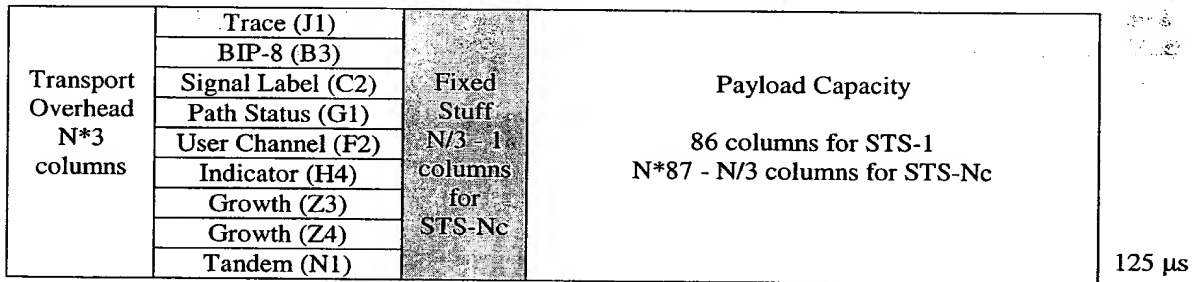 Transport
Overhead
N*3
columns
Trace (J1)
BIP-8 (B3)
Signal Label (C2)
Path Status (G1)
User Channel (F2)
Indicator (H4)
Growth (Z3)
Growth (Z4)
Tandem (N1)
Fixed
Stuff
N/3 - 1
columns
for
STS-Nc
Payload Capacity
86 columns for STS-1
N*87 - N/3 columns for STS-Nc
125 μs